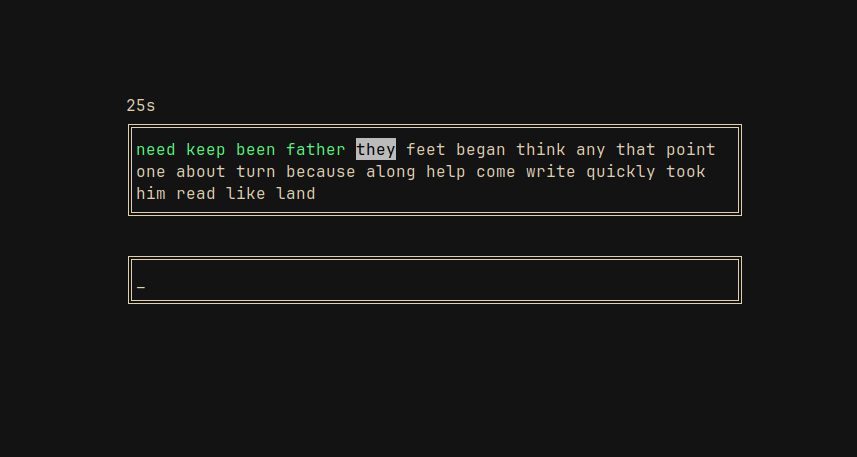 25s
need keep been father they feet began think any that point
one about turn because along help come write quickly took
him read like land
_